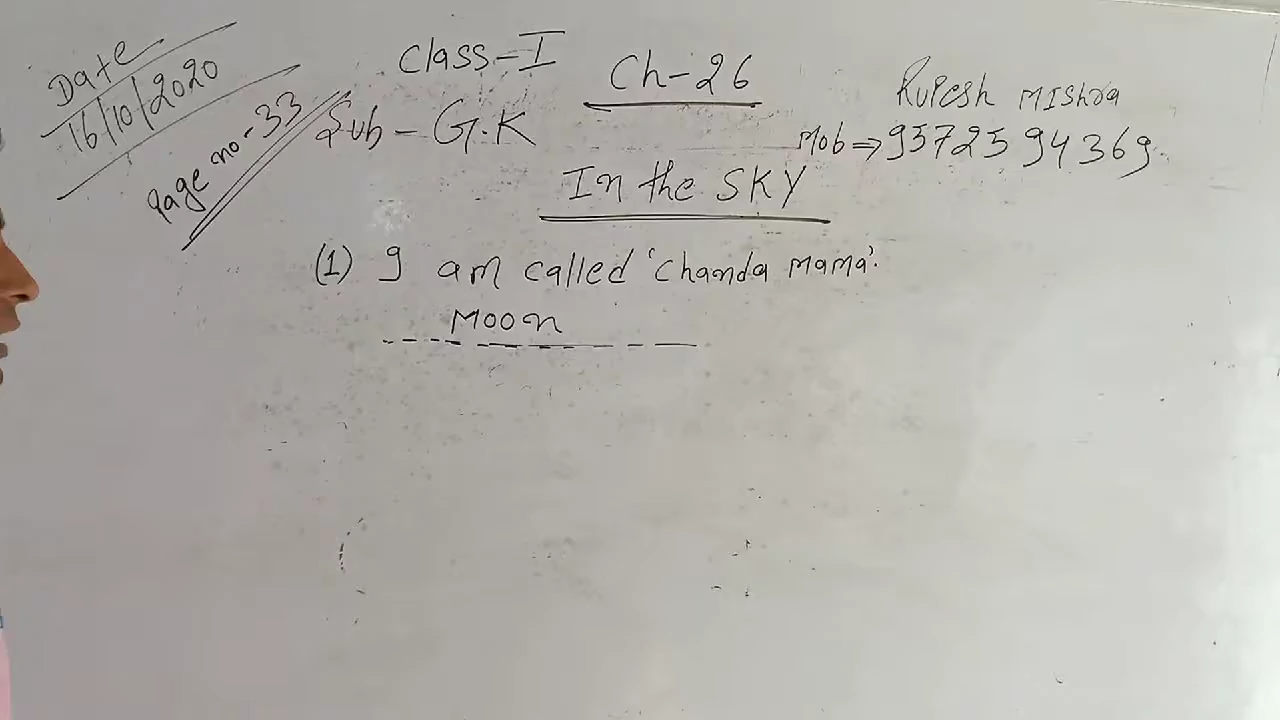 Date
16/10/2020
Page no-33
Class-I
Sub-G.K
Ch-26
Rupesh Mishra
Mob⇒9572594369
In the SKY
(1) I am called 'Chanda Mama'.
Moon